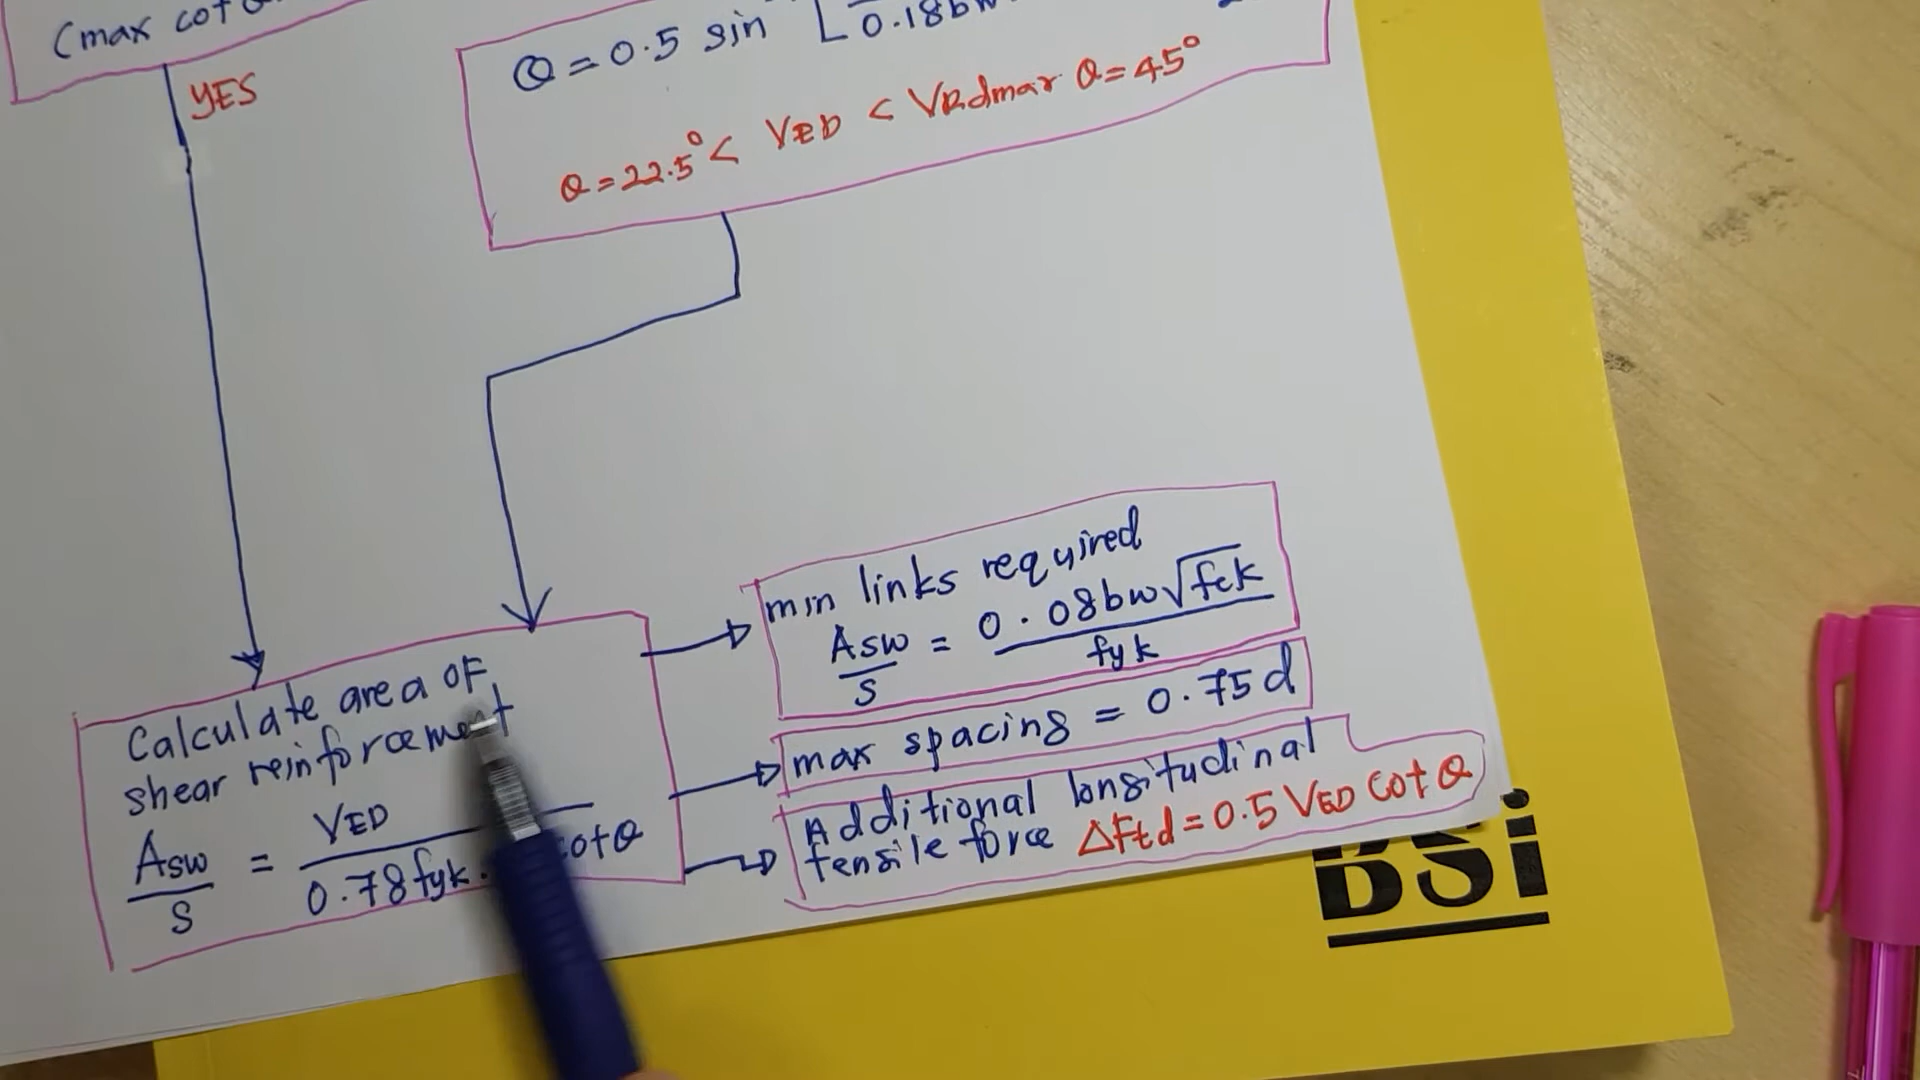 (max cot
YES
θ = 0.5 sin [ 0.18bw
θ = 22.5° < VED < VRdmax θ = 45°
Calculate area of
shear reinforcement
Asw/s = VED / 0.78fyk. cotθ
min links required
Asw/s = 0.08bw√fck / fyk
max spacing = 0.75d
Additional longitudinal
tensile force ΔFtd = 0.5 VED cot θ
BSi